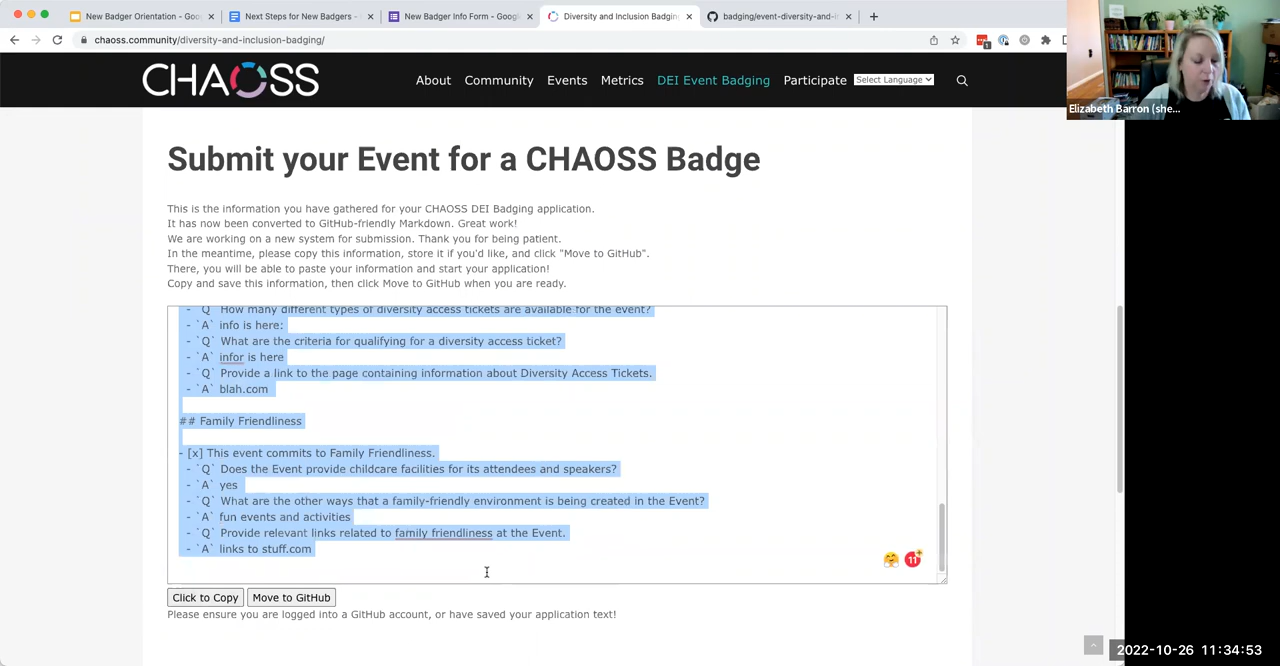 New Badger Orientation - Goo
Next Steps for New Badgers -
New Badger Info Form - Google
Diversity and Inclusion Badging
badging/event-diversity-and-i
chaoss.community/diversity-and-inclusion-badging/
1
CHAOSS
About
Community
Events
Metrics
DEI Event Badging
Participate
Select Language
Elizabeth Barron (she...
Submit your Event for a CHAOSS Badge
This is the information you have gathered for your CHAOSS DEI Badging application.
It has now been converted to GitHub-friendly Markdown. Great work!
We are working on a new system for submission. Thank you for being patient.
In the meantime, please copy this information, store it if you'd like, and click "Move to GitHub".
There, you will be able to paste your information and start your application!
Copy and save this information, then click Move to GitHub when you are ready.
- `Q` How many different types of diversity access tickets are available for the event?
- `A` info is here:
- `Q` What are the criteria for qualifying for a diversity access ticket?
- `A` infor is here
- `Q` Provide a link to the page containing information about Diversity Access Tickets.
- `A` blah.com
## Family Friendliness
- [x] This event commits to Family Friendliness.
- `Q` Does the Event provide childcare facilities for its attendees and speakers?
- `A` yes
- `Q` What are the other ways that a family-friendly environment is being created in the Event?
- `A` fun events and activities
- `Q` Provide relevant links related to family friendliness at the Event.
- `A` links to stuff.com
11
Click to Copy
Move to GitHub
Please ensure you are logged into a GitHub account, or have saved your application text!
2022-10-26 11:34:53